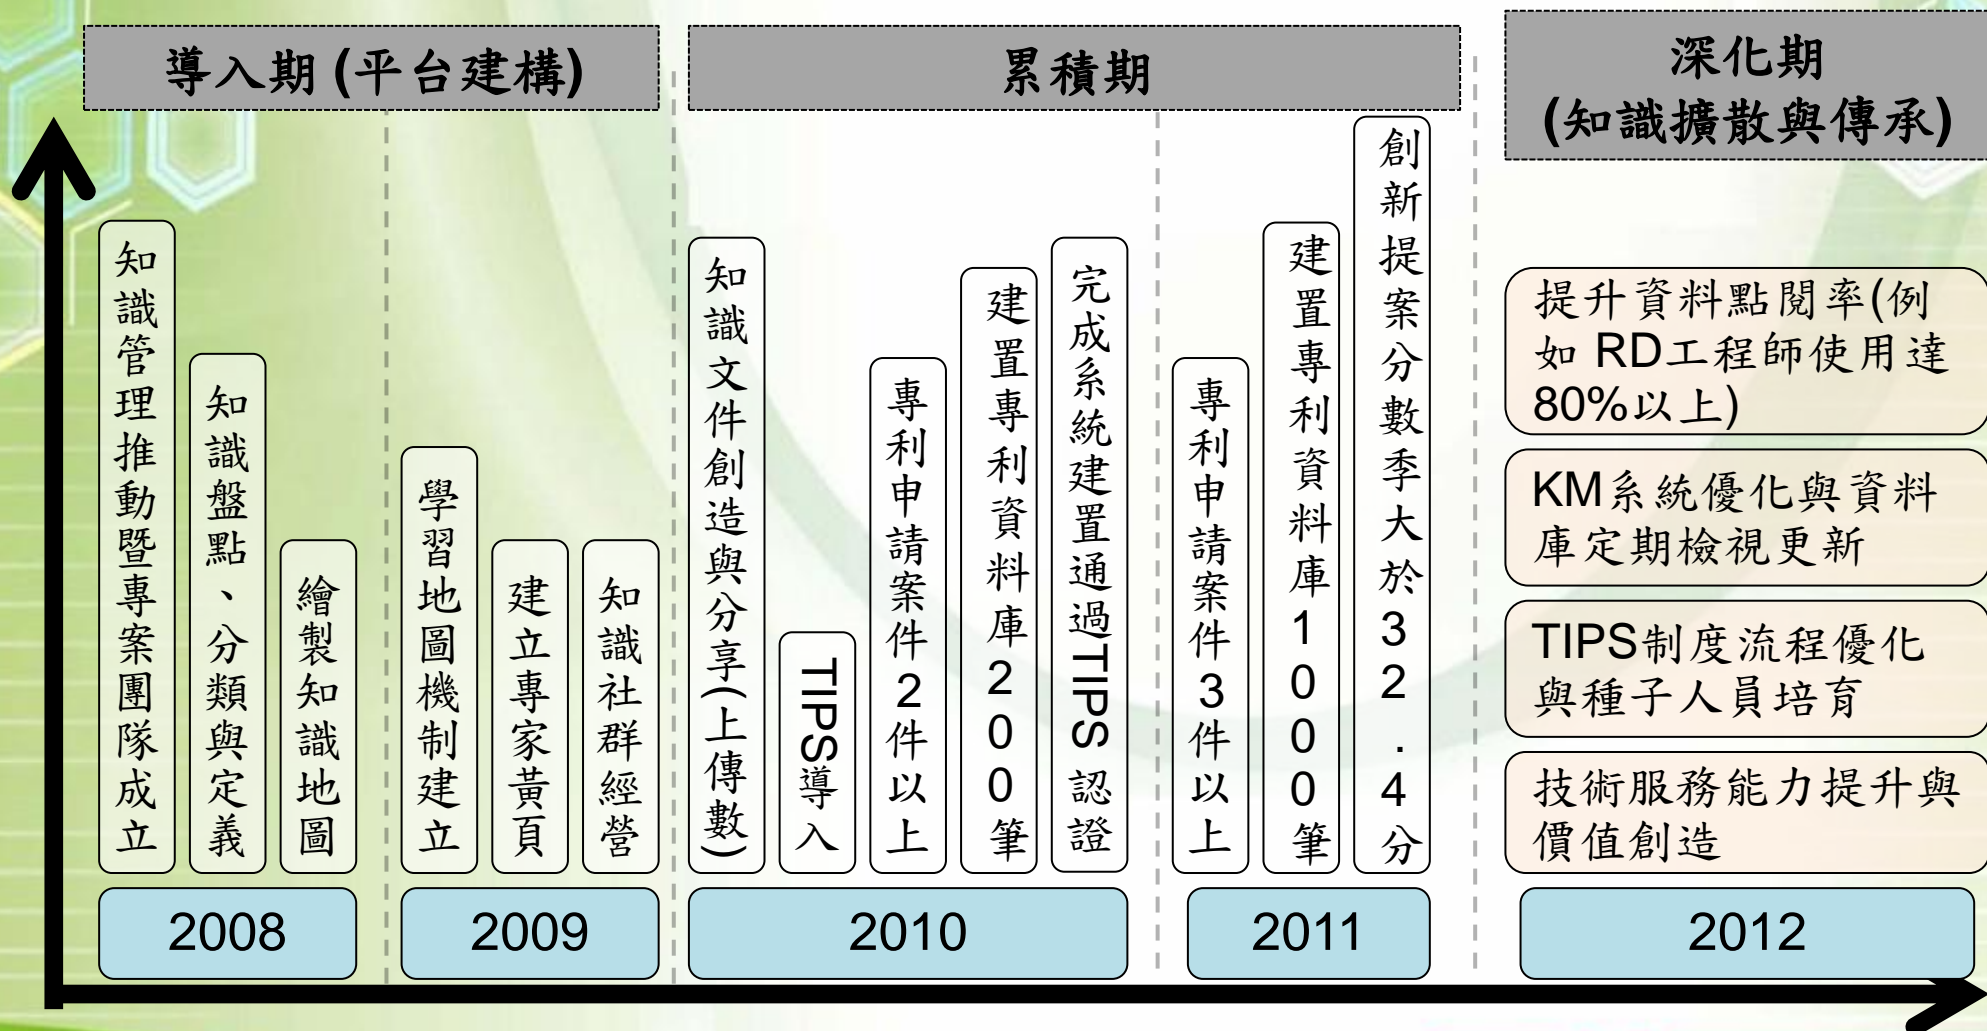 導入期 (平台建構)
累積期
深化期
(知識擴散與傳承)
知識管理推動暨專案團隊成立
知識盤點、分類與定義
繪製知識地圖
學習地圖機制建立
建立專家黃頁
知識社群經營
知識文件創造與分享(上傳數)
TIPS導入
專利申請案件2件以上
建置專利資料庫200筆
完成系統建置通過TIPS 認證
專利申請案件3件以上
建置專利資料庫1000筆
創新提案分數季大於32.4分
提升資料點閱率(例
如 RD工程師使用達
80%以上)
KM系統優化與資料
庫定期檢視更新
TIPS制度流程優化
與種子人員培育
技術服務能力提升與
價值創造
2008
2009
2010
2011
2012